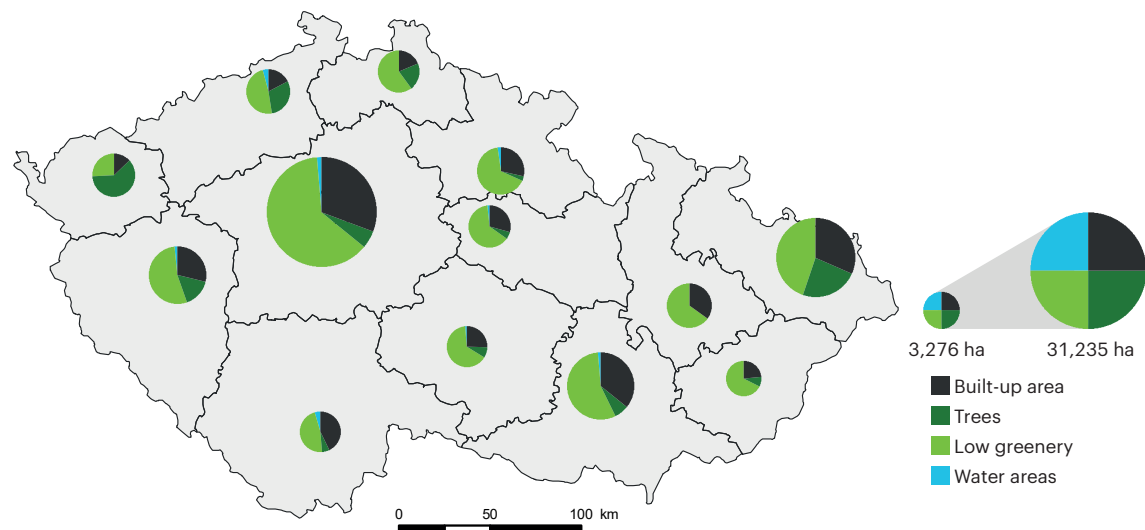 3,276 ha
31,235 ha
Built-up area
Trees
Low greenery
Water areas
0
50
100 km